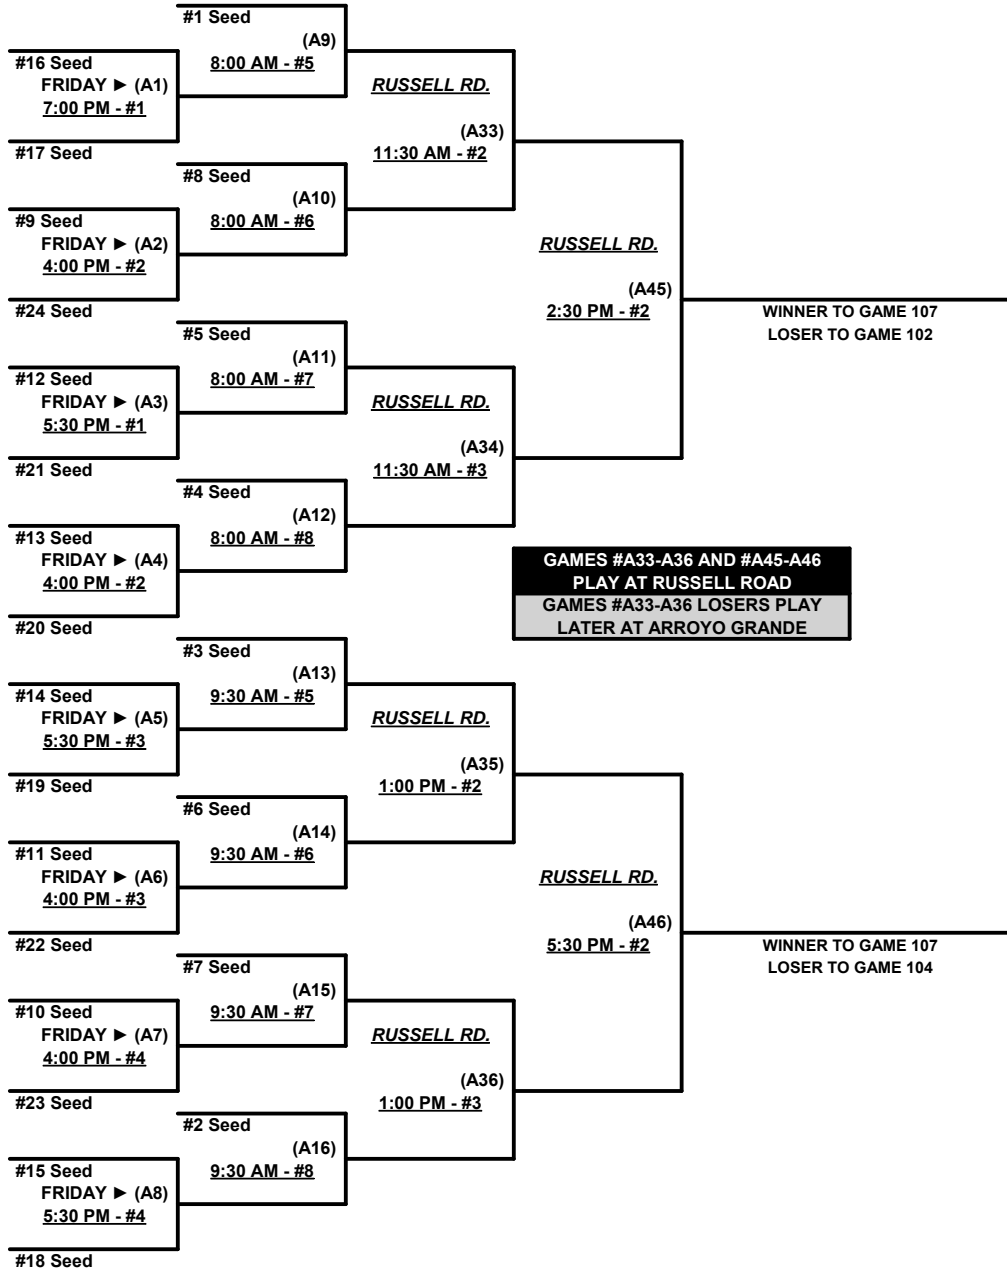 #1 Seed
(A9)
8:00 AM - #5
#16 Seed
FRIDAY ► (A1)
7:00 PM - #1
#17 Seed
RUSSELL RD.
(A33)
11:30 AM - #2
#8 Seed
(A10)
8:00 AM - #6
#9 Seed
FRIDAY ► (A2)
4:00 PM - #2
#24 Seed
RUSSELL RD.
(A45)
2:30 PM - #2
WINNER TO GAME 107
LOSER TO GAME 102
#5 Seed
(A11)
8:00 AM - #7
#12 Seed
FRIDAY ► (A3)
5:30 PM - #1
#21 Seed
RUSSELL RD.
(A34)
11:30 AM - #3
#4 Seed
(A12)
8:00 AM - #8
#13 Seed
FRIDAY ► (A4)
4:00 PM - #2
#20 Seed
GAMES #A33-A36 AND #A45-A46
PLAY AT RUSSELL ROAD
GAMES #A33-A36 LOSERS PLAY
LATER AT ARROYO GRANDE
#3 Seed
(A13)
9:30 AM - #5
#14 Seed
FRIDAY ► (A5)
5:30 PM - #3
#19 Seed
RUSSELL RD.
(A35)
1:00 PM - #2
#6 Seed
(A14)
9:30 AM - #6
#11 Seed
FRIDAY ► (A6)
4:00 PM - #3
#22 Seed
RUSSELL RD.
(A46)
5:30 PM - #2
WINNER TO GAME 107
LOSER TO GAME 104
#7 Seed
(A15)
9:30 AM - #7
#10 Seed
FRIDAY ► (A7)
4:00 PM - #4
#23 Seed
RUSSELL RD.
(A36)
1:00 PM - #3
#2 Seed
(A16)
9:30 AM - #8
#15 Seed
FRIDAY ► (A8)
5:30 PM - #4
#18 Seed